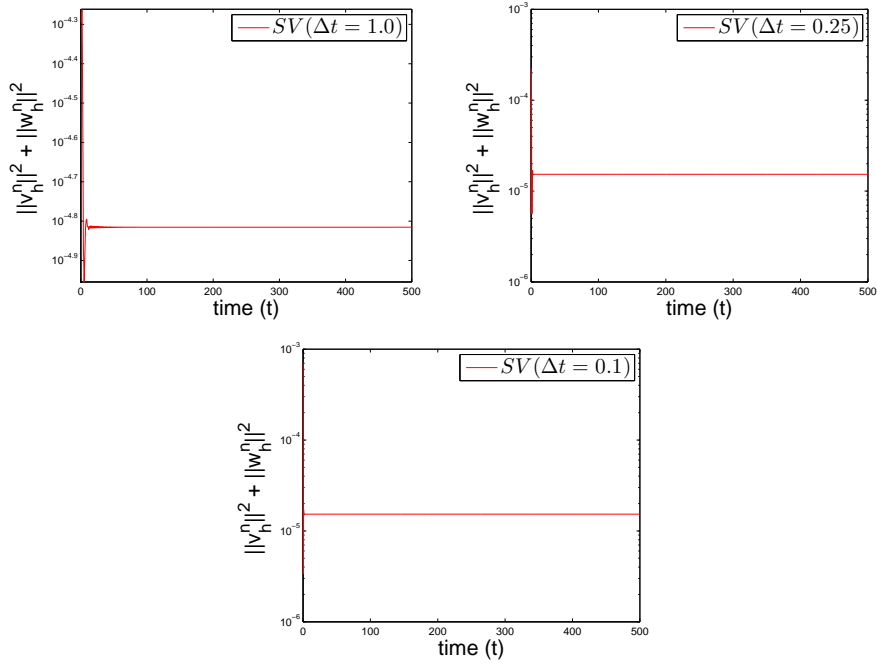 SV(Δt = 1.0)
||v_h^n||^2 + ||w_h^n||^2
10^-4.3
10^-4.4
10^-4.5
10^-4.6
10^-4.7
10^-4.8
10^-4.9
0 100 200 300 400 500
time (t)
SV(Δt = 0.25)
||v_h^n||^2 + ||w_h^n||^2
10^-3
10^-4
10^-5
10^-6
0 100 200 300 400 500
time (t)
SV(Δt = 0.1)
||v_h^n||^2 + ||w_h^n||^2
10^-3
10^-4
10^-5
10^-6
0 100 200 300 400 500
time (t)